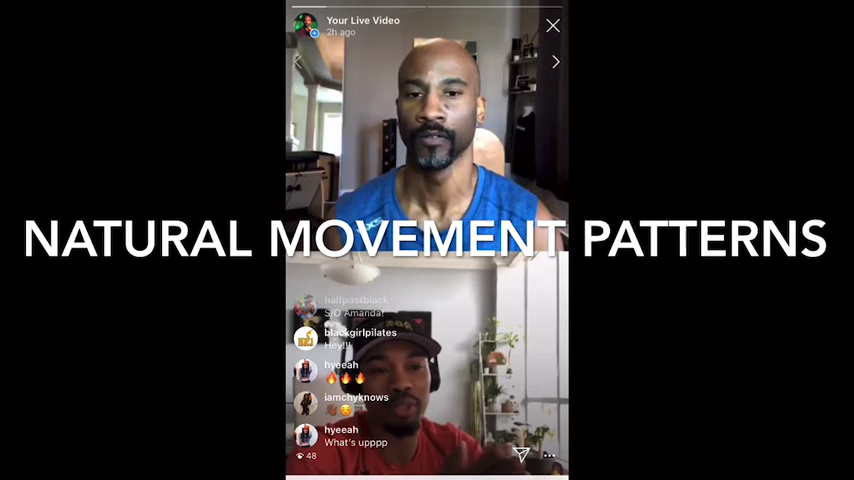 Your Live Video
2h ago
NATURAL MOVEMENT PATTERNS
halfpastblack
S/O Amanda!
blackgirlpilates
Hey!!!
hyeeah
🔥🔥🔥
iamchyknows
hyeeah
What's upppp
48